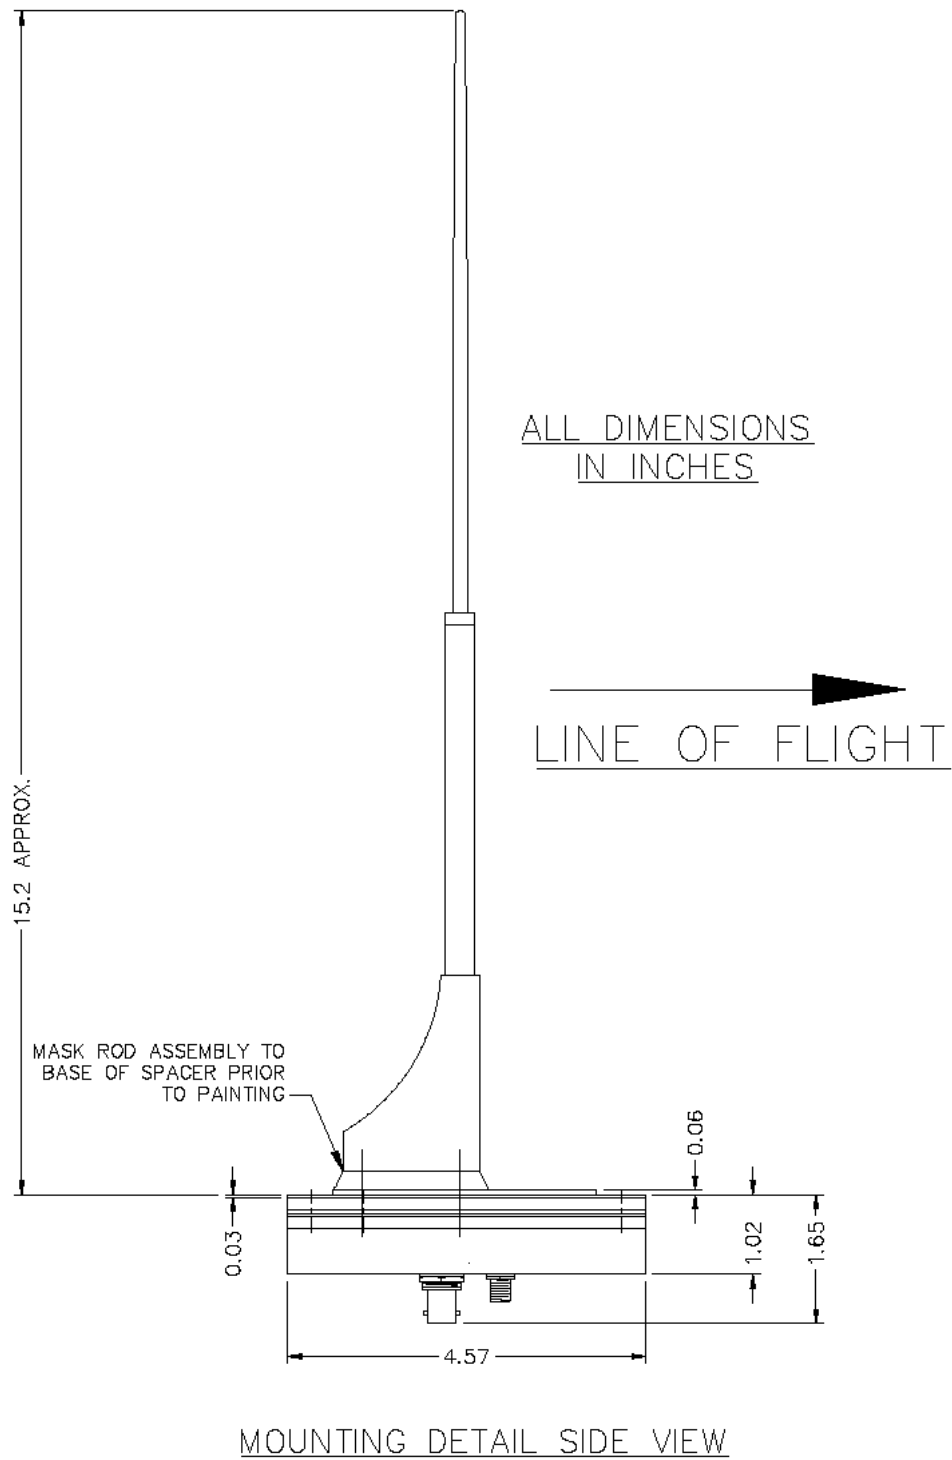 ALL DIMENSIONS
IN INCHES
LINE OF FLIGHT
15.2 APPROX.
MASK ROD ASSEMBLY TO
BASE OF SPACER PRIOR
TO PAINTING
0.06
0.03
1.02
1.65
4.57
MOUNTING DETAIL SIDE VIEW